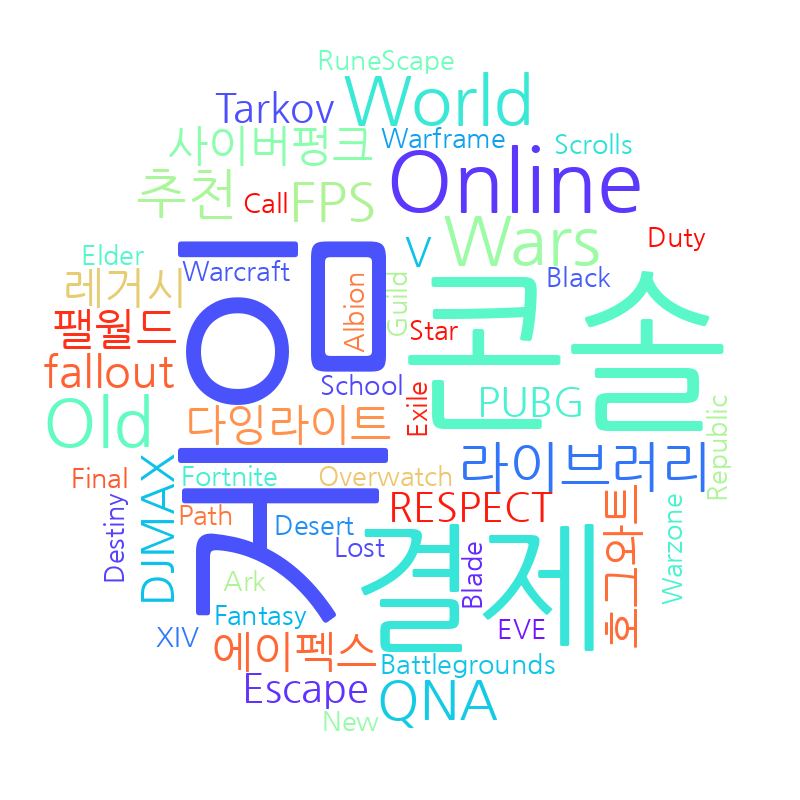 RuneScape
World
Tarkov
Warframe
Scrolls
사이버펑크
Online
추천
FPS
Call
Wars
Duty
Elder
V
Warcraft
Black
레거시
Albion
Guild
게임
콘솔
Star
팰월드
fallout
School
Exile
PUBG
Republic
Old
다잉라이트
라이브러리
Final
Fortnite
Overwatch
Destiny
DJMAX
Path
Desert
RESPECT
호그와트
Warzone
Lost
결제
Blade
Ark
Fantasy
XIV
EVE
에이펙스
Battlegrounds
Escape
QNA
New